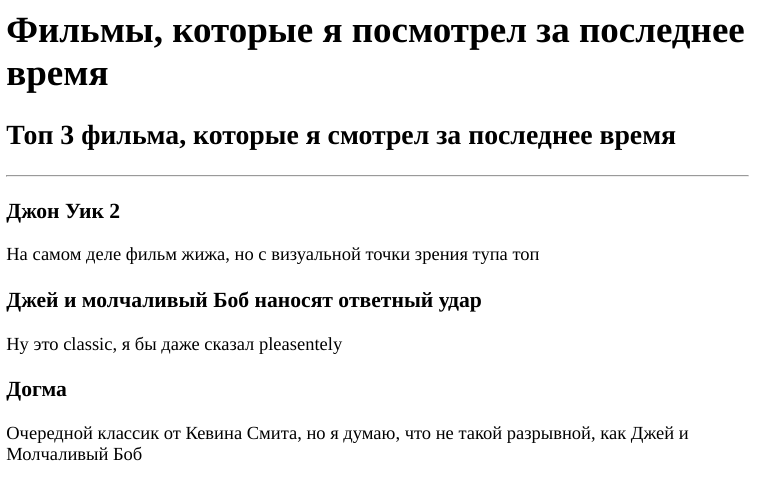 Фильмы, которые я посмотрел за последнее
время
Топ 3 фильма, которые я смотрел за последнее время
Джон Уик 2
На самом деле фильм жижа, но с визуальной точки зрения тупа топ
Джей и молчаливый Боб наносят ответный удар
Ну это classic, я бы даже сказал pleasentely
Догма
Очередной классик от Кевина Смита, но я думаю, что не такой разрывной, как Джей и
Молчаливый Боб